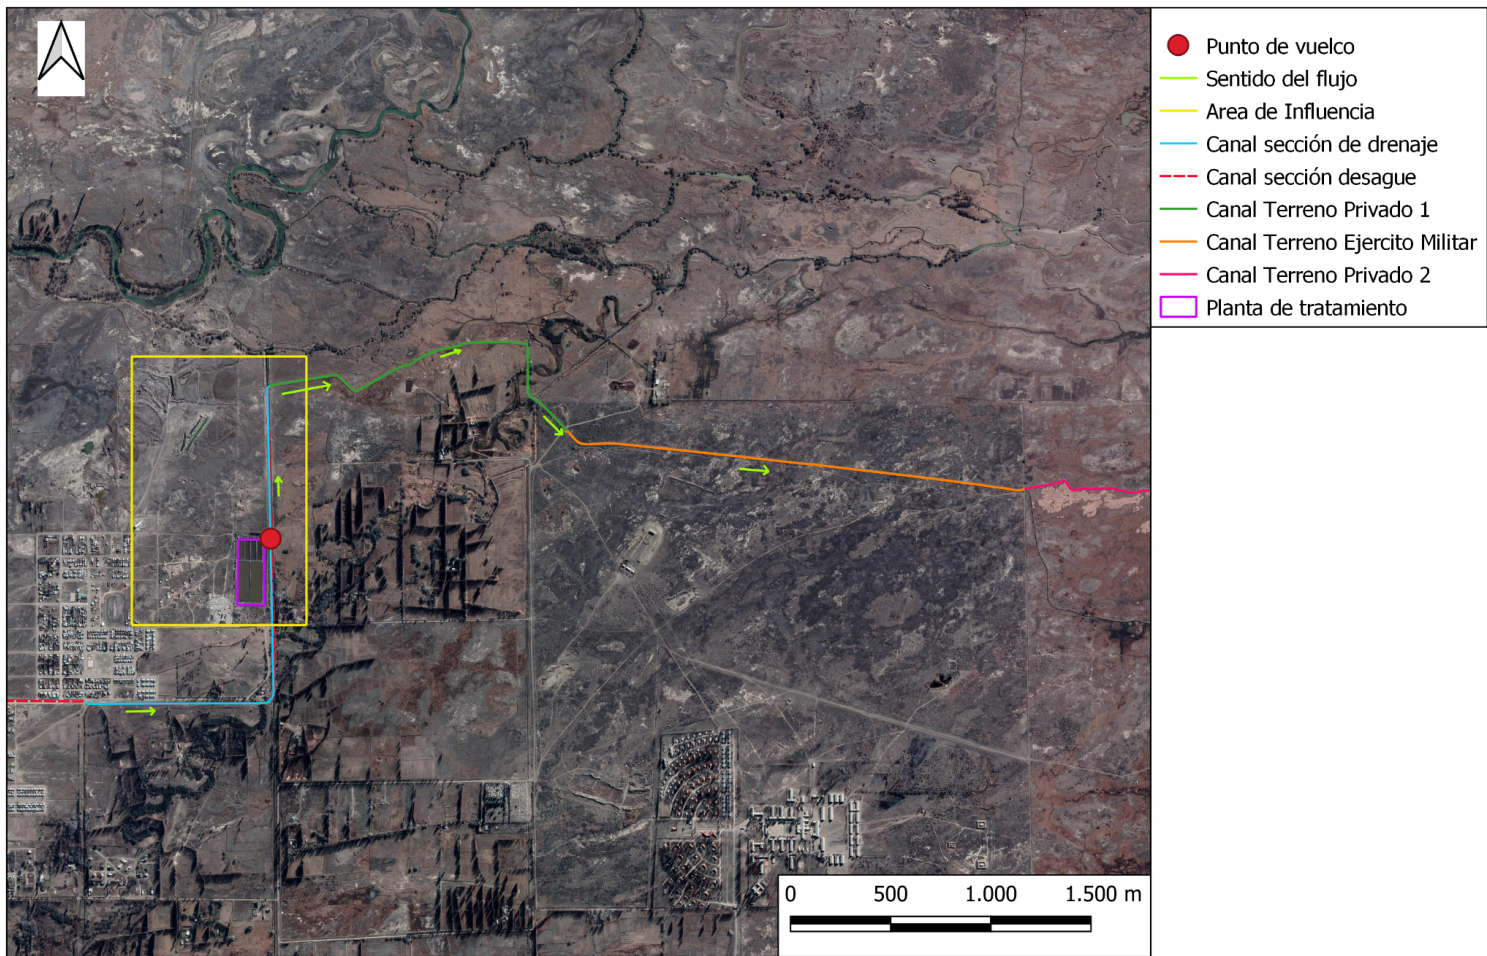 Punto de vuelco
Sentido del flujo
Area de Influencia
Canal sección de drenaje
Canal sección desague
Canal Terreno Privado 1
Canal Terreno Ejercito Militar
Canal Terreno Privado 2
Planta de tratamiento
0 500 1.000 1.500 m